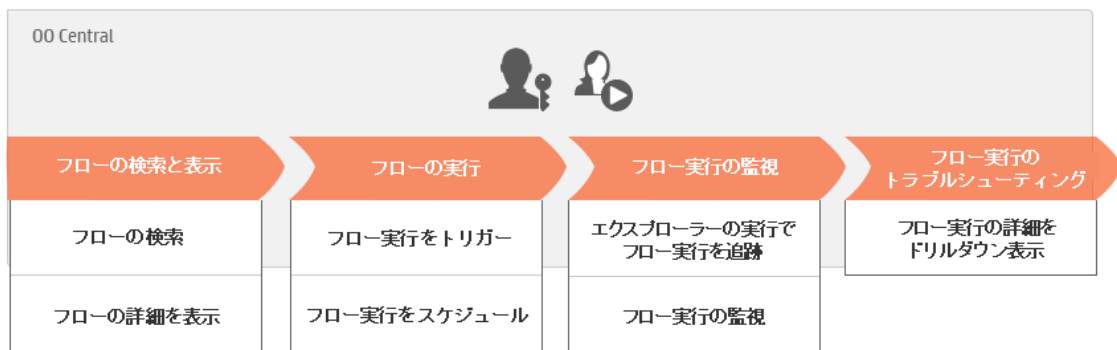 OO Central
フローの検索と表示
フローの実行
フロー実行の監視
フロー実行の
トラブルシューティング
フローの検索
フロー実行をトリガー
エクスプローラーの実行で
フロー実行を追跡
フロー実行の詳細を
ドリルダウン表示
フローの詳細を表示
フロー実行をスケジュール
フロー実行の監視